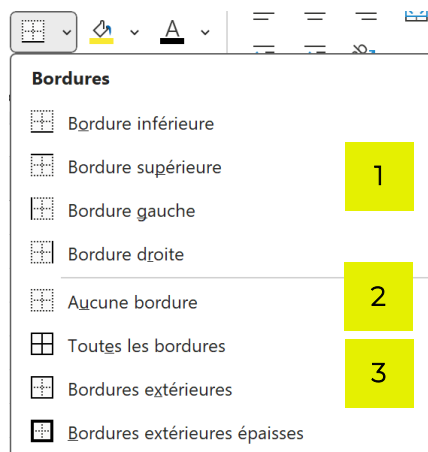 A
Bordures
Bordure inférieure
Bordure supérieure
1
Bordure gauche
Bordure droite
Aucune bordure
2
Toutes les bordures
3
Bordures extérieures
Bordures extérieures épaisses